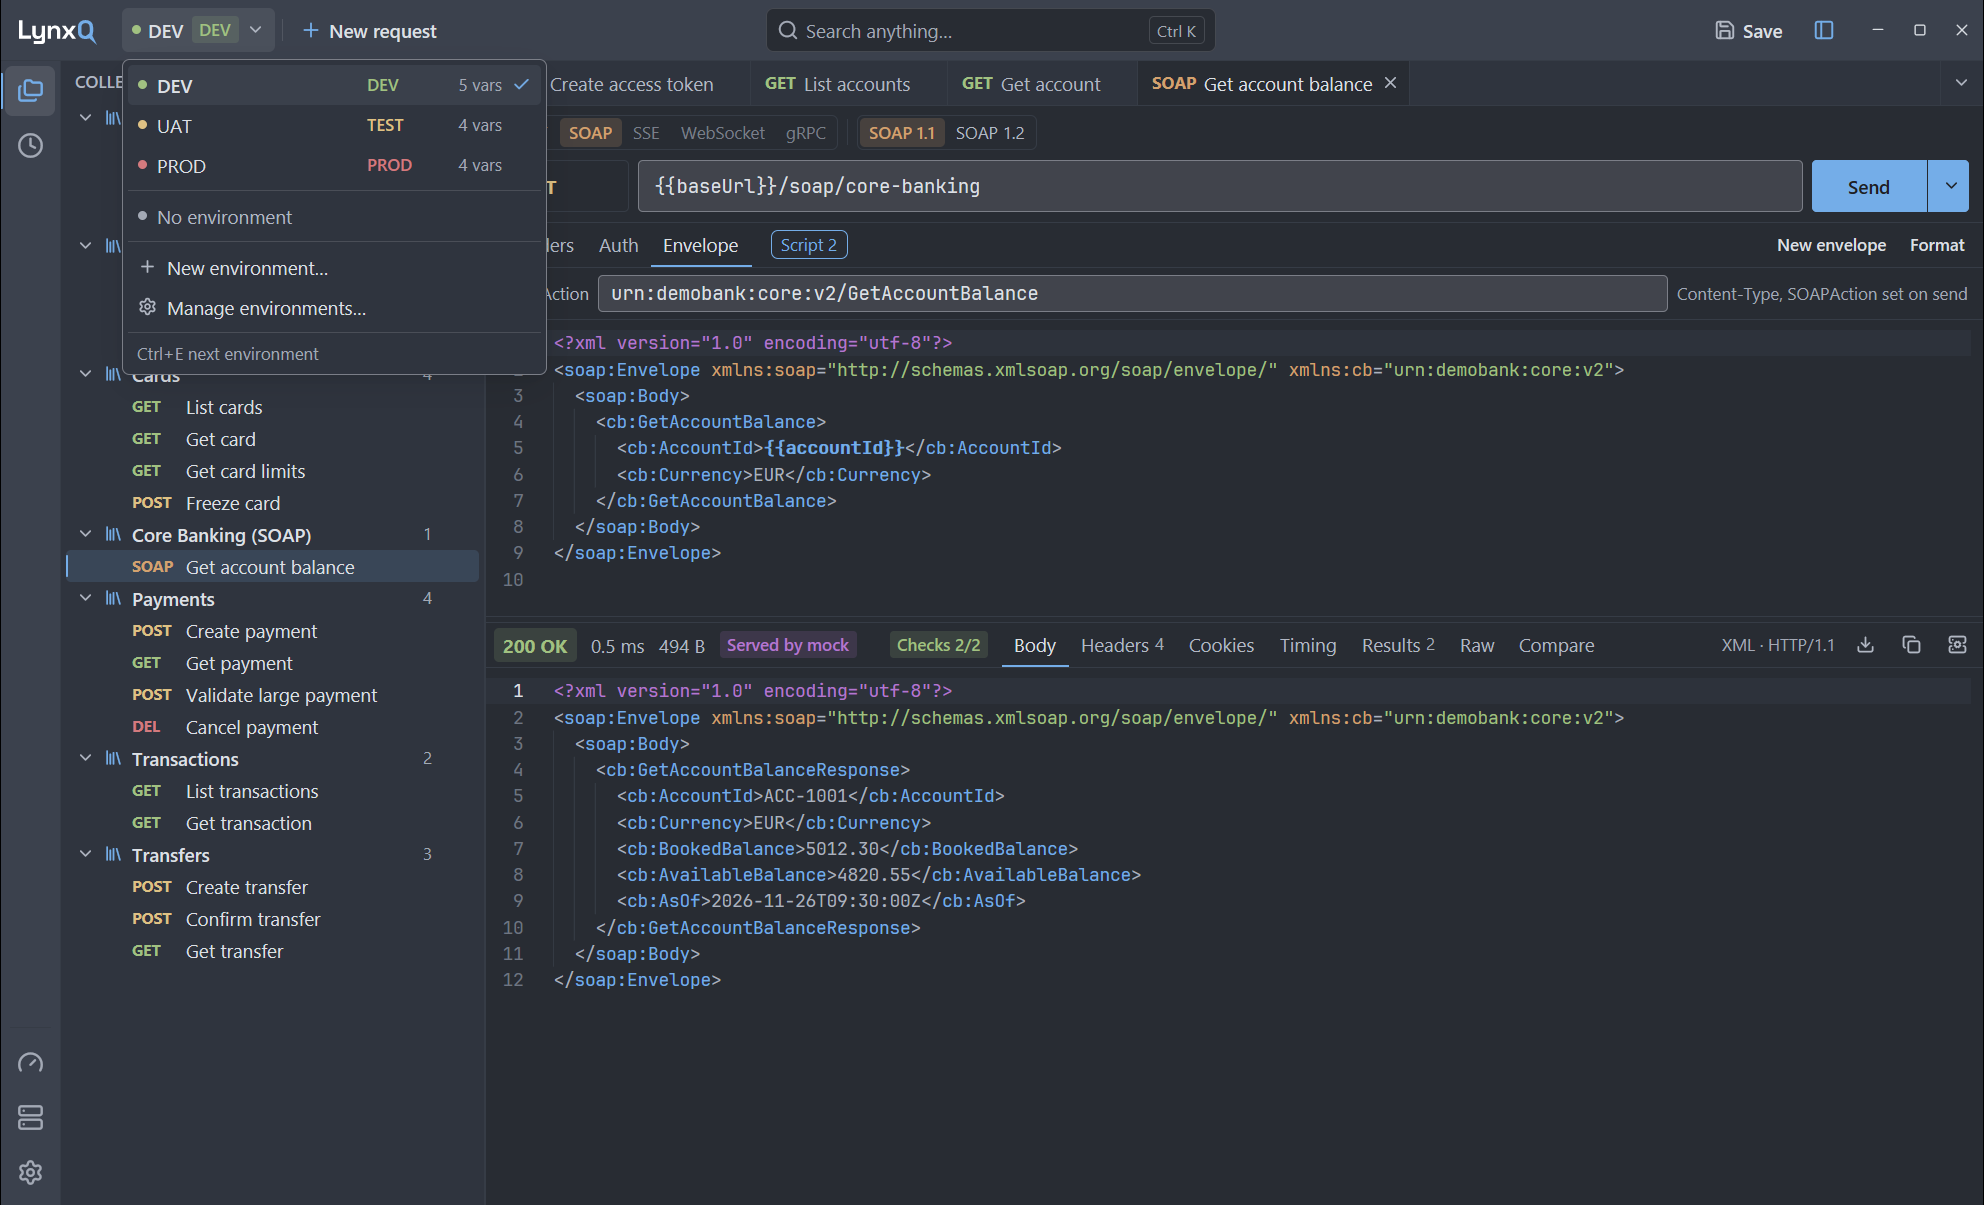 LynxQ
DEV DEV
New request
Search anything...
Ctrl K
Save
COLLE
DEV DEV 5 vars
UAT TEST 4 vars
PROD PROD 4 vars
No environment
New environment...
Manage environments...
Ctrl+E next environment
Create access token
GET List accounts
GET Get account
SOAP Get account balance
SOAP SSE WebSocket gRPC
SOAP 1.1 SOAP 1.2
T
{{baseUrl}}/soap/core-banking
Send
lers Auth Envelope Script 2
New envelope Format
Action
urn:demobank:core:v2/GetAccountBalance
Content-Type, SOAPAction set on send
<?xml version="1.0" encoding="utf-8"?>
<soap:Envelope xmlns:soap="http://schemas.xmlsoap.org/soap/envelope/" xmlns:cb="urn:demobank:core:v2">
3 <soap:Body>
4 <cb:GetAccountBalance>
5 <cb:AccountId>{{accountId}}</cb:AccountId>
6 <cb:Currency>EUR</cb:Currency>
7 </cb:GetAccountBalance>
8 </soap:Body>
9 </soap:Envelope>
10
Cards 4
GET List cards
GET Get card
GET Get card limits
POST Freeze card
Core Banking (SOAP) 1
SOAP Get account balance
Payments 4
POST Create payment
GET Get payment
POST Validate large payment
DEL Cancel payment
Transactions 2
GET List transactions
GET Get transaction
Transfers 3
POST Create transfer
POST Confirm transfer
GET Get transfer
200 OK 0.5 ms 494 B Served by mock
Checks 2/2 Body Headers 4 Cookies Timing Results 2 Raw Compare
XML · HTTP/1.1
1 <?xml version="1.0" encoding="utf-8"?>
2 <soap:Envelope xmlns:soap="http://schemas.xmlsoap.org/soap/envelope/" xmlns:cb="urn:demobank:core:v2">
3 <soap:Body>
4 <cb:GetAccountBalanceResponse>
5 <cb:AccountId>ACC-1001</cb:AccountId>
6 <cb:Currency>EUR</cb:Currency>
7 <cb:BookedBalance>5012.30</cb:BookedBalance>
8 <cb:AvailableBalance>4820.55</cb:AvailableBalance>
9 <cb:AsOf>2026-11-26T09:30:00Z</cb:AsOf>
10 </cb:GetAccountBalanceResponse>
11 </soap:Body>
12 </soap:Envelope>